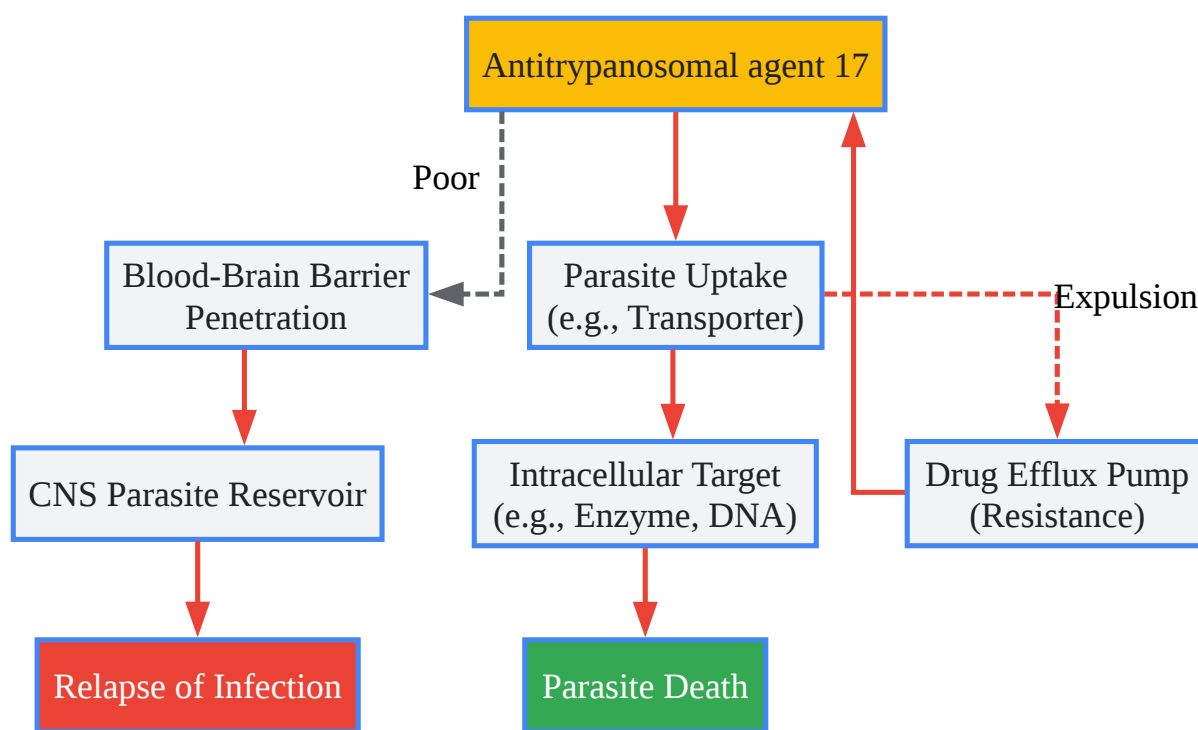 Antitrypanosomal agent 17
Poor
Blood-Brain Barrier
Penetration
Parasite Uptake
(e.g., Transporter)
Expulsion
CNS Parasite Reservoir
Intracellular Target
(e.g., Enzyme, DNA)
Drug Efflux Pump
(Resistance)
Relapse of Infection
Parasite Death